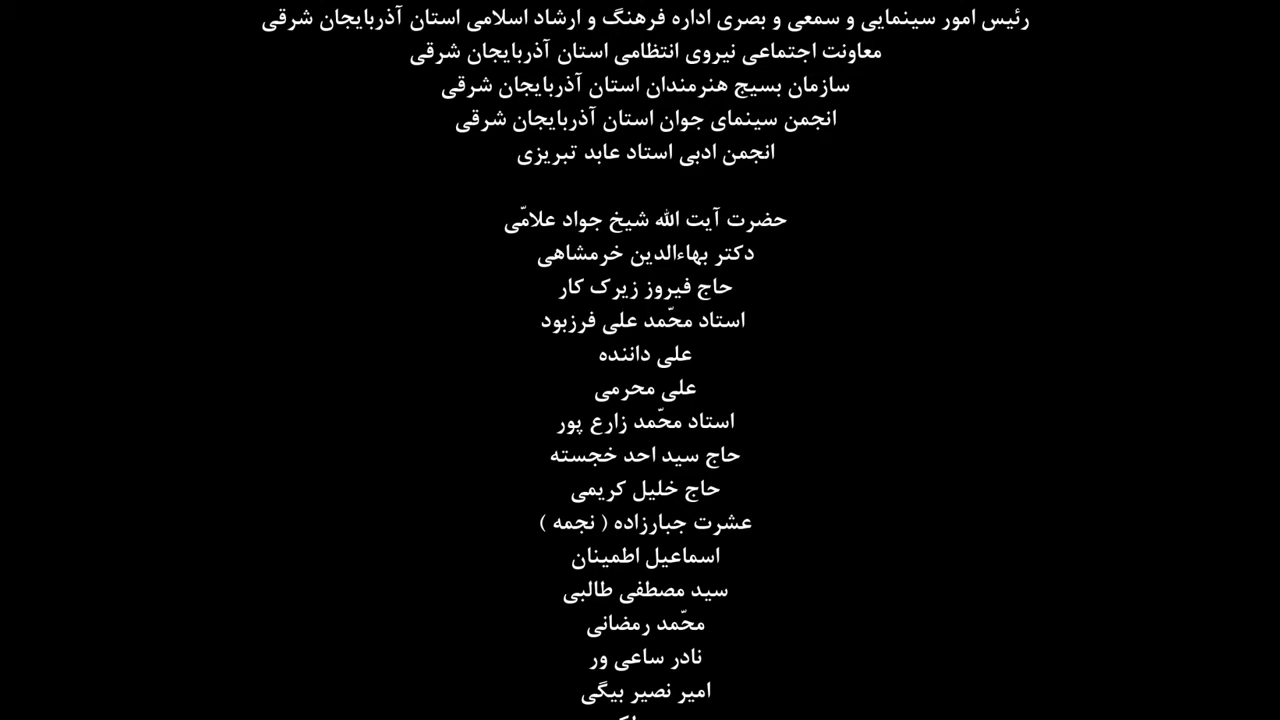 رئیس امور سینمایی و سمعی و بصری اداره فرهنگ و ارشاد اسلامی استان آذربایجان شرقی
معاونت اجتماعی نیروی انتظامی استان آذربایجان شرقی
سازمان بسیج هنرمندان استان آذربایجان شرقی
انجمن سینمای جوان استان آذربایجان شرقی
انجمن ادبی استاد عابد تبریزی
حضرت آیت الله شیخ جواد علامّی
دکتر بهاءالدین خرمشاهی
حاج فیروز زیرک کار
استاد محّمد علی فرزبود
علی داننده
علی محرمی
استاد محّمد زارع پور
حاج سید احد خجسته
حاج خلیل کریمی
عشرت جبارزاده ( نجمه )
اسماعیل اطمینان
سید مصطفی طالبی
محّمد رمضانی
نادر ساعی ور
امیر نصیر بیگی